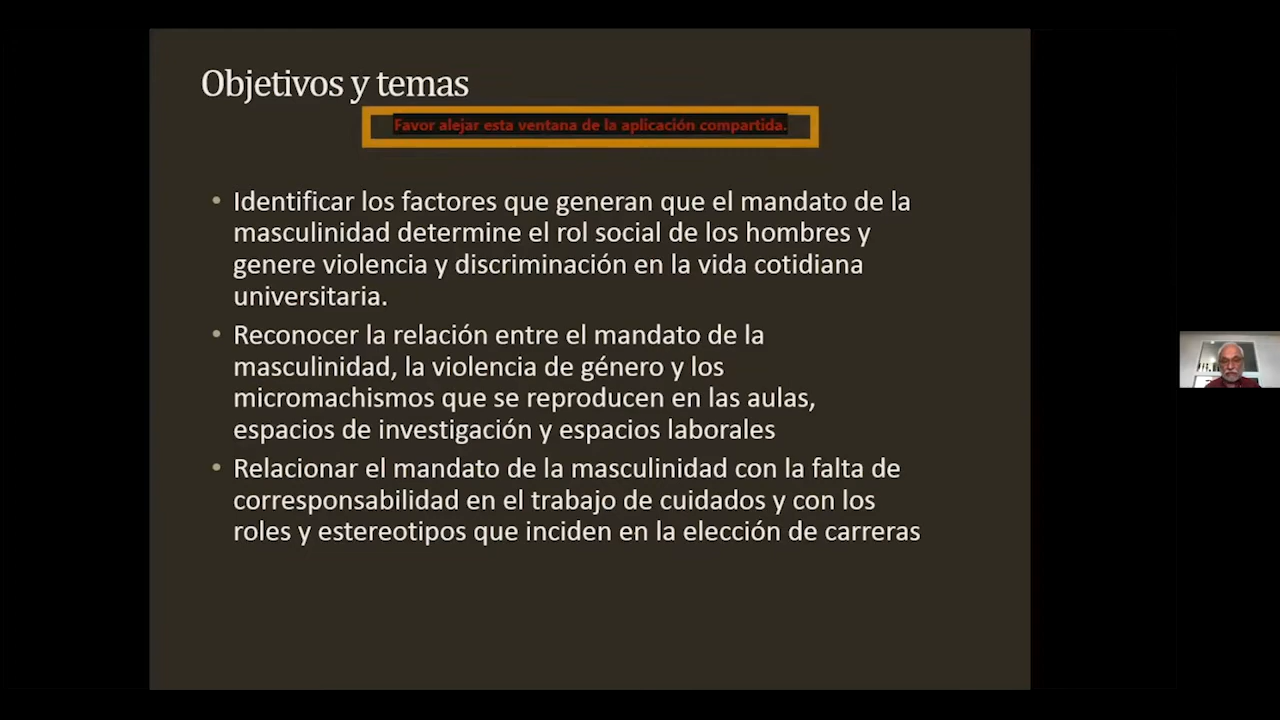 Objetivos y temas
Favor alejar esta ventana de la aplicación compartida.
• Identificar los factores que generan que el mandato de la
masculinidad determine el rol social de los hombres y
genere violencia y discriminación en la vida cotidiana
universitaria.
• Reconocer la relación entre el mandato de la
masculinidad, la violencia de género y los
micromachismos que se reproducen en las aulas,
espacios de investigación y espacios laborales
• Relacionar el mandato de la masculinidad con la falta de
corresponsabilidad en el trabajo de cuidados y con los
roles y estereotipos que inciden en la elección de carreras